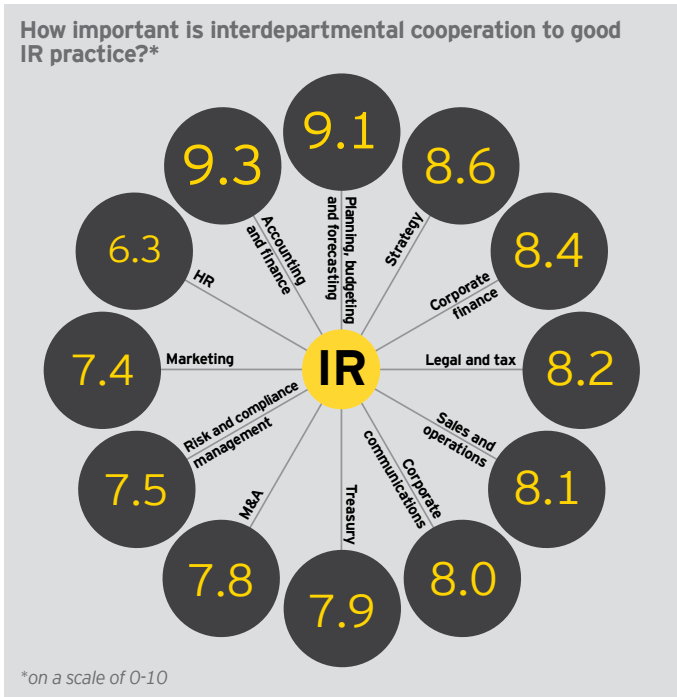 How important is interdepartmental cooperation to good
IR practice?*
9.1
Planning, budgeting
and forecasting
8.6
Strategy
8.4
Corporate
finance
8.2
Legal and tax
8.1
Sales and
operations
8.0
Corporate
communications
7.9
Treasury
7.8
M&A
7.5
Risk and compliance
management
7.4
Marketing
6.3
HR
9.3
Accounting
and finance
IR
*on a scale of 0-10